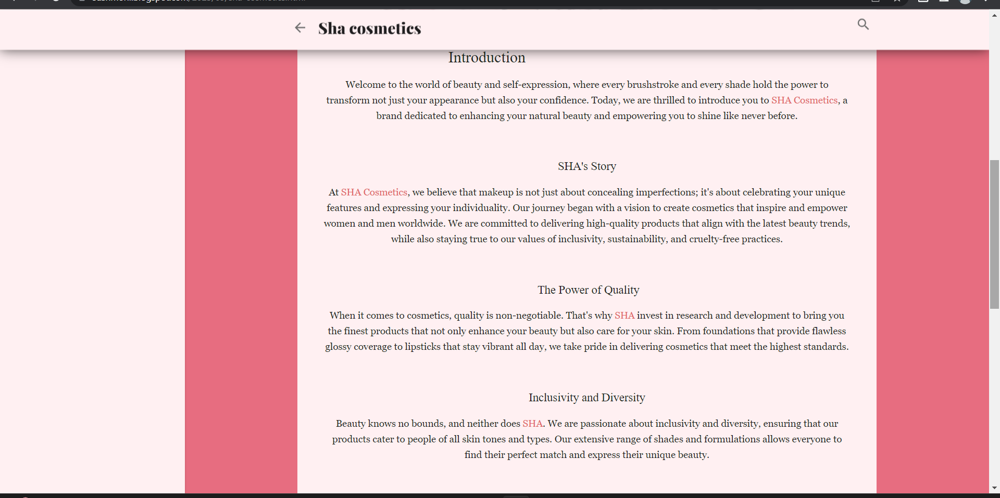 Sha cosmetics
Introduction
Welcome to the world of beauty and self-expression, where every brushstroke and every shade hold the power to
transform not just your appearance but also your confidence. Today, we are thrilled to introduce you to SHA Cosmetics, a
brand dedicated to enhancing your natural beauty and empowering you to shine like never before.
SHA's Story
At SHA Cosmetics, we believe that makeup is not just about concealing imperfections; it's about celebrating your unique
features and expressing your individuality. Our journey began with a vision to create cosmetics that inspire and empower
women and men worldwide. We are committed to delivering high-quality products that align with the latest beauty trends,
while also staying true to our values of inclusivity, sustainability, and cruelty-free practices.
The Power of Quality
When it comes to cosmetics, quality is non-negotiable. That's why SHA invest in research and development to bring you
the finest products that not only enhance your beauty but also care for your skin. From foundations that provide flawless
glossy coverage to lipsticks that stay vibrant all day, we take pride in delivering cosmetics that meet the highest standards.
Inclusivity and Diversity
Beauty knows no bounds, and neither does SHA. We are passionate about inclusivity and diversity, ensuring that our
products cater to people of all skin tones and types. Our extensive range of shades and formulations allows everyone to
find their perfect match and express their unique beauty.